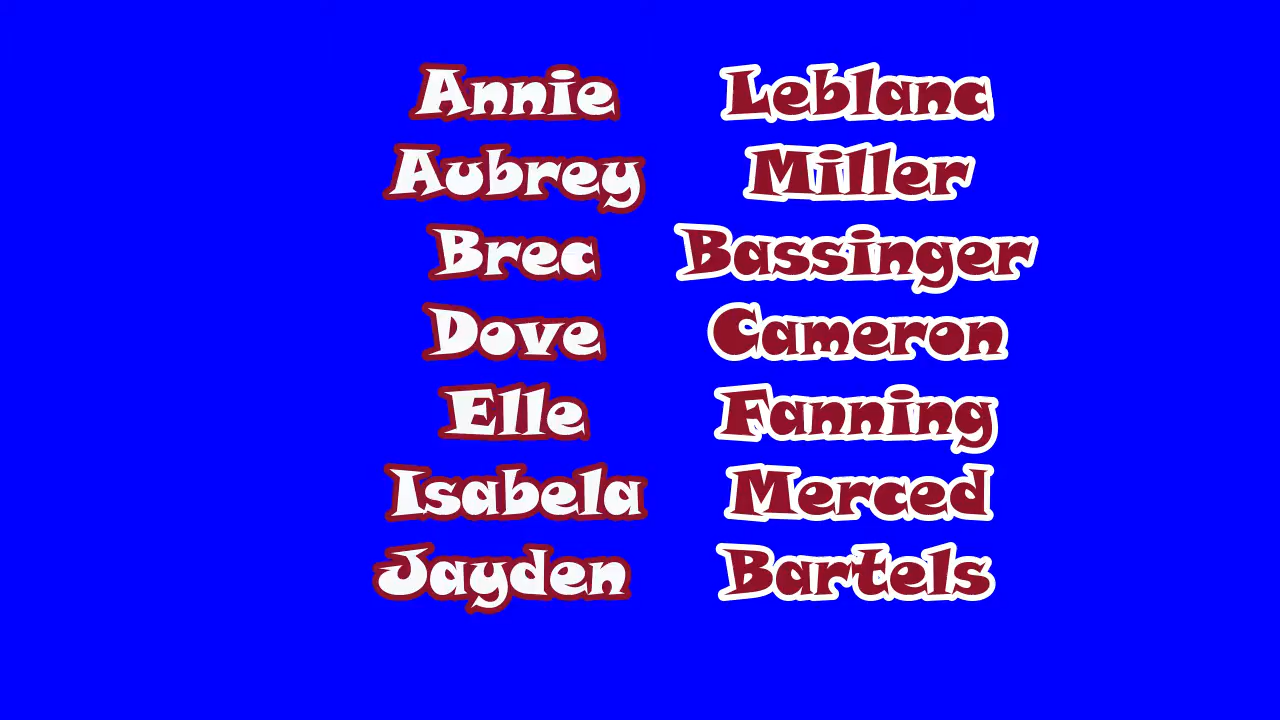 Annie Leblanc
Aubrey Miller
Brec Bassinger
Dove Cameron
Elle Fanning
Isabela Merced
Jayden Bartels